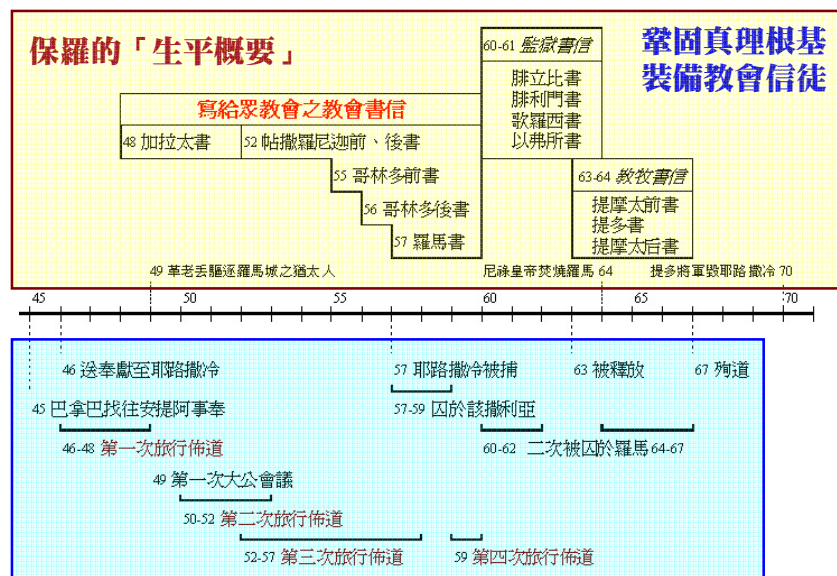 保羅的「生平概要」
鞏固真理根基
裝備教會信徒
60-61 監獄書信
腓立比書
腓利門書
歌羅西書
以弗所書
寫給眾教會之教會書信
48 加拉太書
52 帖撒羅尼迦前、後書
55 哥林多前書
56 哥林多後書
57 羅馬書
63-64 教牧書信
提摩太前書
提多書
提摩太后書
49 革老丟驅逐羅馬城之猶太人
尼祿皇帝焚燒羅馬 64
提多將軍毀耶路撒冷 70
45 50 55 60 65 70
46 送奉獻至耶路撒冷
57 耶路撒冷被捕
63 被釋放
67 殉道
45 巴拿巴找往安提阿事奉
57-59 囚於該撒利亞
46-48 第一次旅行佈道
60-62 二次被囚於羅馬 64-67
49 第一次大公會議
50-52 第二次旅行佈道
52-57 第三次旅行佈道
59 第四次旅行佈道